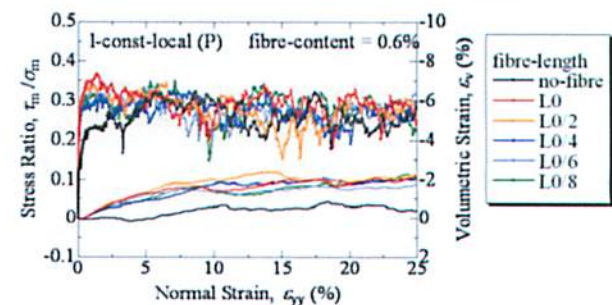 l-const-local (P) fibre-content = 0.6%
Stress Ratio, τm/σm
0.5
0.4
0.3
0.2
0.1
0
-0.1
0 5 10 15 20 25
Normal Strain, εyy (%)
-10
-8
-6
-4
-2
0
2
Volumetric Strain, εv (%)
fibre-length
no-fibre
L0
L0/2
L0/4
L0/6
L0/8